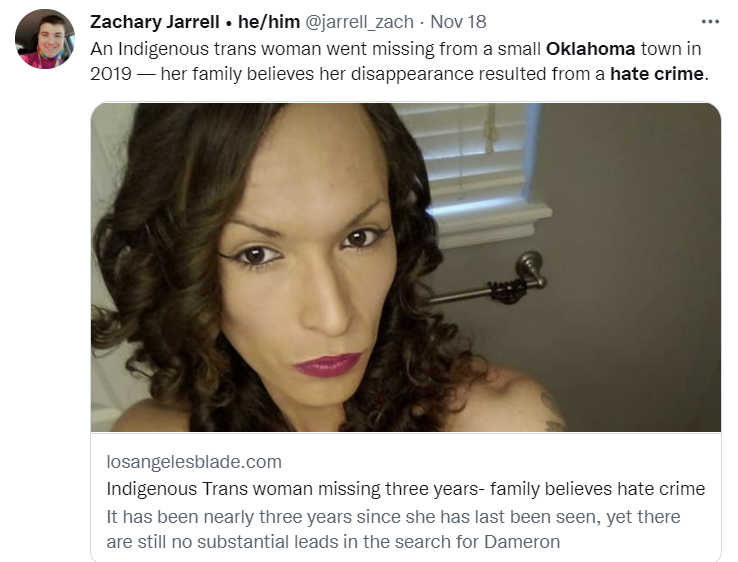 Zachary Jarrell • he/him @jarrell_zach · Nov 18
An Indigenous trans woman went missing from a small Oklahoma town in
2019 — her family believes her disappearance resulted from a hate crime.
losangelesblade.com
Indigenous Trans woman missing three years- family believes hate crime
It has been nearly three years since she has last been seen, yet there
are still no substantial leads in the search for Dameron